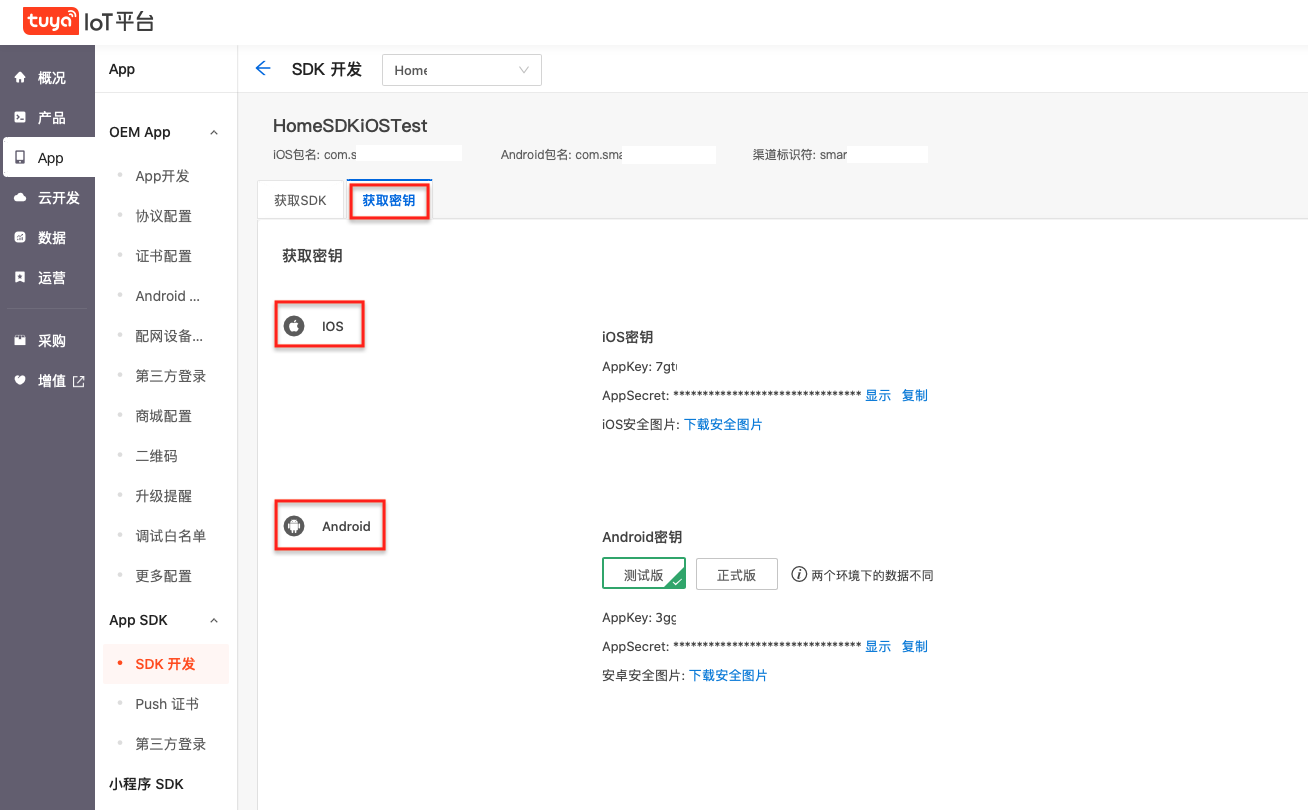 tuya IoT平台
概况
产品
App
云开发
数据
运营
采购
增值
App
OEM App
App开发
协议配置
证书配置
Android ...
配网设备...
第三方登录
商城配置
二维码
升级提醒
调试白名单
更多配置
App SDK
SDK 开发
Push 证书
第三方登录
小程序 SDK
SDK 开发
Home
HomeSDKiOSTest
iOS包名: com.s
Android包名: com.sma
渠道标识符: smar
获取SDK
获取密钥
获取密钥
IOS
iOS密钥
AppKey: 7gt
AppSecret: ******************************** 显示 复制
iOS安全图片: 下载安全图片
Android
Android密钥
测试版
正式版
两个环境下的数据不同
AppKey: 3gg
AppSecret: ******************************** 显示 复制
安卓安全图片: 下载安全图片